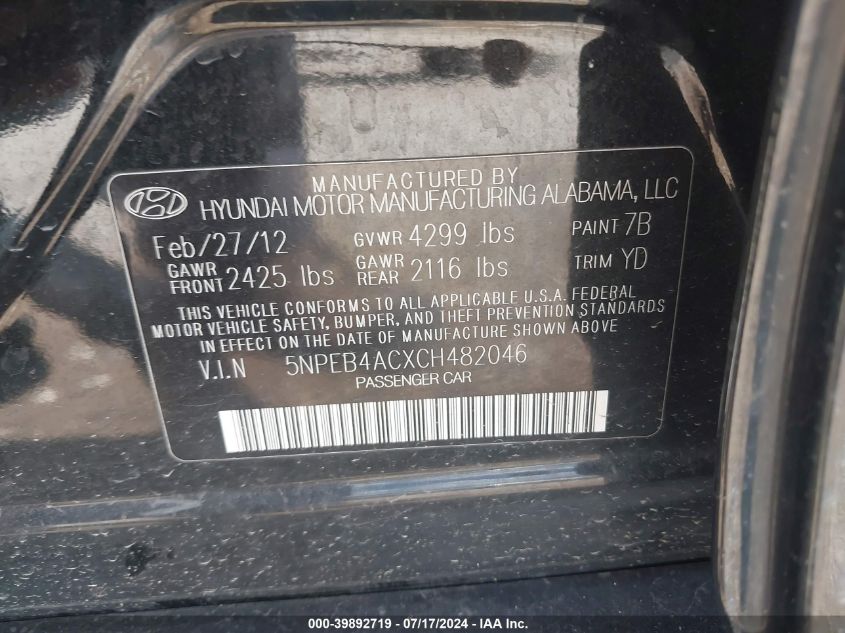 MANUFACTURED BY
HYUNDAI MOTOR MANUFACTURING ALABAMA, LLC
Feb/27/12 GVWR 4299 lbs PAINT 7B
GAWR FRONT 2425 lbs GAWR REAR 2116 lbs TRIM YD
THIS VEHICLE CONFORMS TO ALL APPLICABLE U.S.A. FEDERAL
MOTOR VEHICLE SAFETY, BUMPER, AND THEFT PREVENTION STANDARDS
IN EFFECT ON THE DATE OF MANUFACTURE SHOWN ABOVE
V.I.N 5NPEB4ACXCH482046
PASSENGER CAR
000-39892719 - 07/17/2024 - IAA Inc.